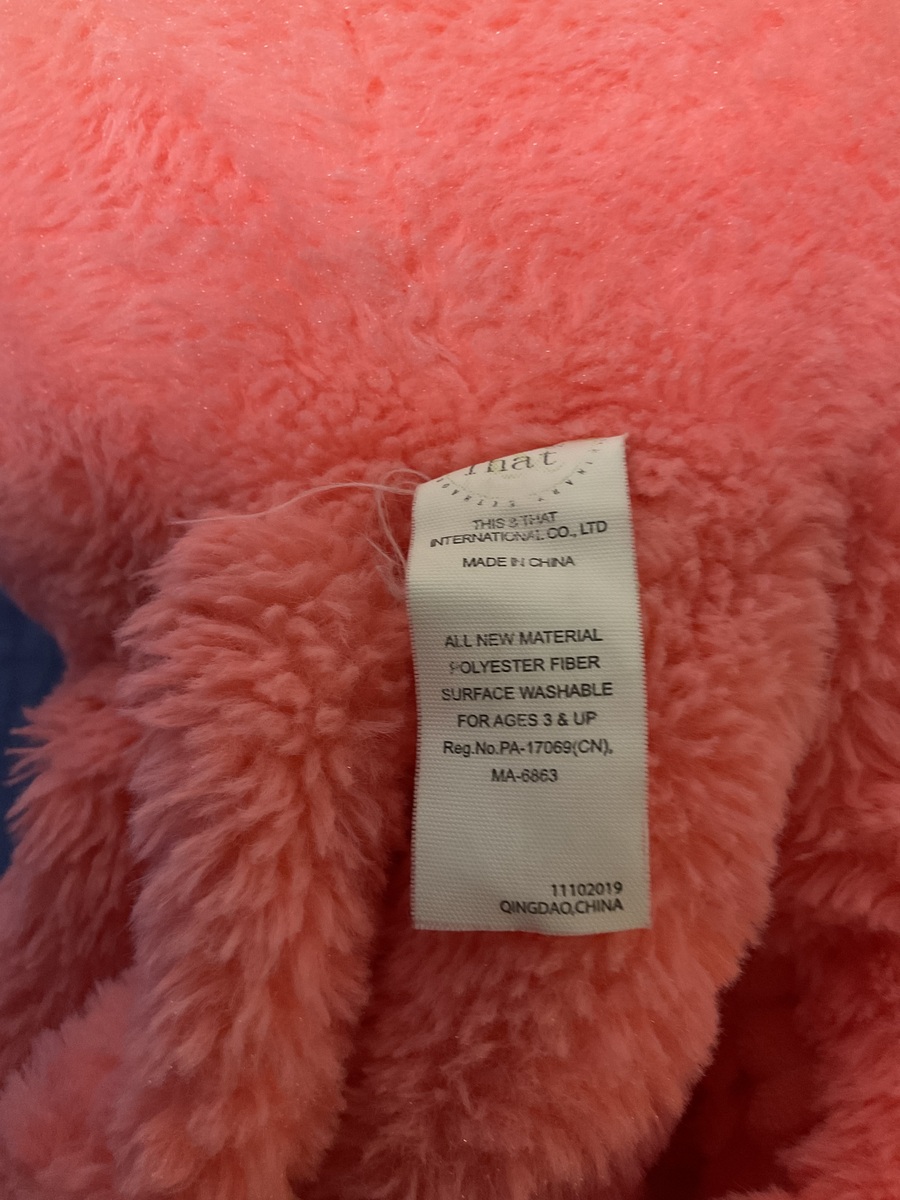 That
THIS & THAT
INTERNATIONAL CO., LTD
MADE IN CHINA
ALL NEW MATERIAL
POLYESTER FIBER
SURFACE WASHABLE
FOR AGES 3 & UP
Reg.No.PA-17069(CN),
MA-6863
11102019
QINGDAO,CHINA